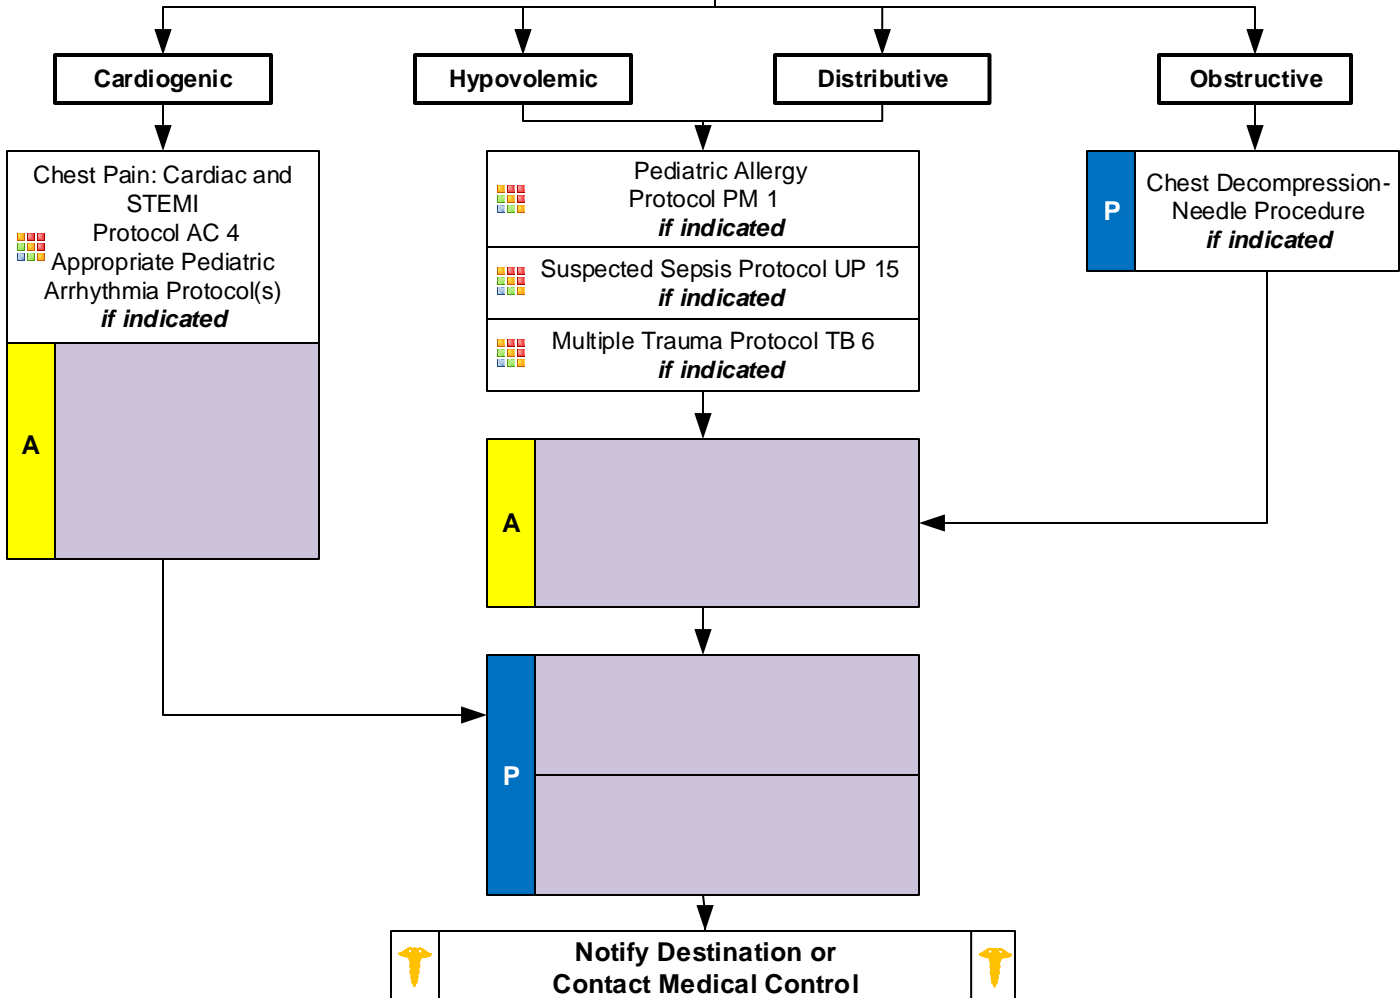 Cardiogenic
Hypovolemic
Distributive
Obstructive
Chest Pain: Cardiac and
STEMI
Protocol AC 4
Appropriate Pediatric
Arrhythmia Protocol(s)
if indicated
A
Pediatric Allergy
Protocol PM 1
if indicated
Suspected Sepsis Protocol UP 15
if indicated
Multiple Trauma Protocol TB 6
if indicated
P
Chest Decompression-
Needle Procedure
if indicated
A
P
Notify Destination or
Contact Medical Control